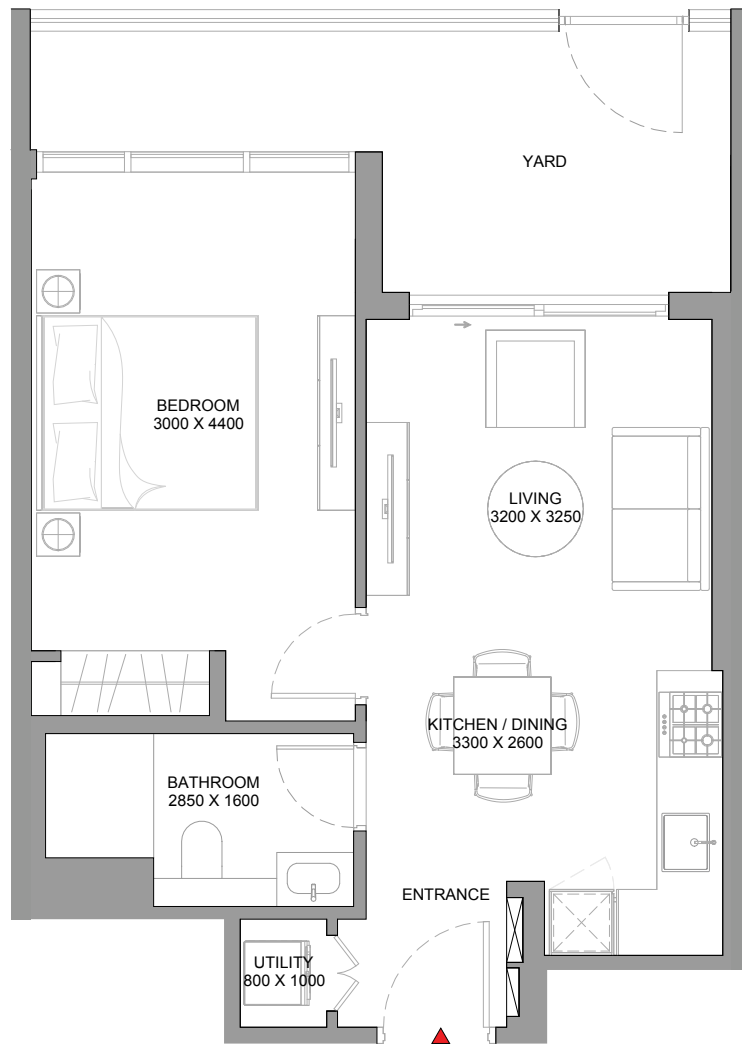 YARD
BEDROOM
3000 X 4400
LIVING
3200 X 3250
KITCHEN / DINING
3300 X 2600
BATHROOM
2850 X 1600
ENTRANCE
UTILITY
800 X 1000